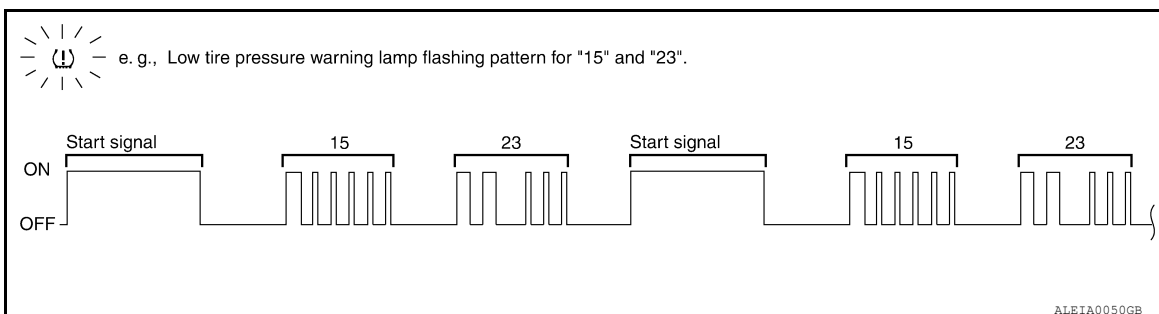 e. g., Low tire pressure warning lamp flashing pattern for "15" and "23".
Start signal 15 23 Start signal 15 23
ON
OFF
ALEIA0050GB